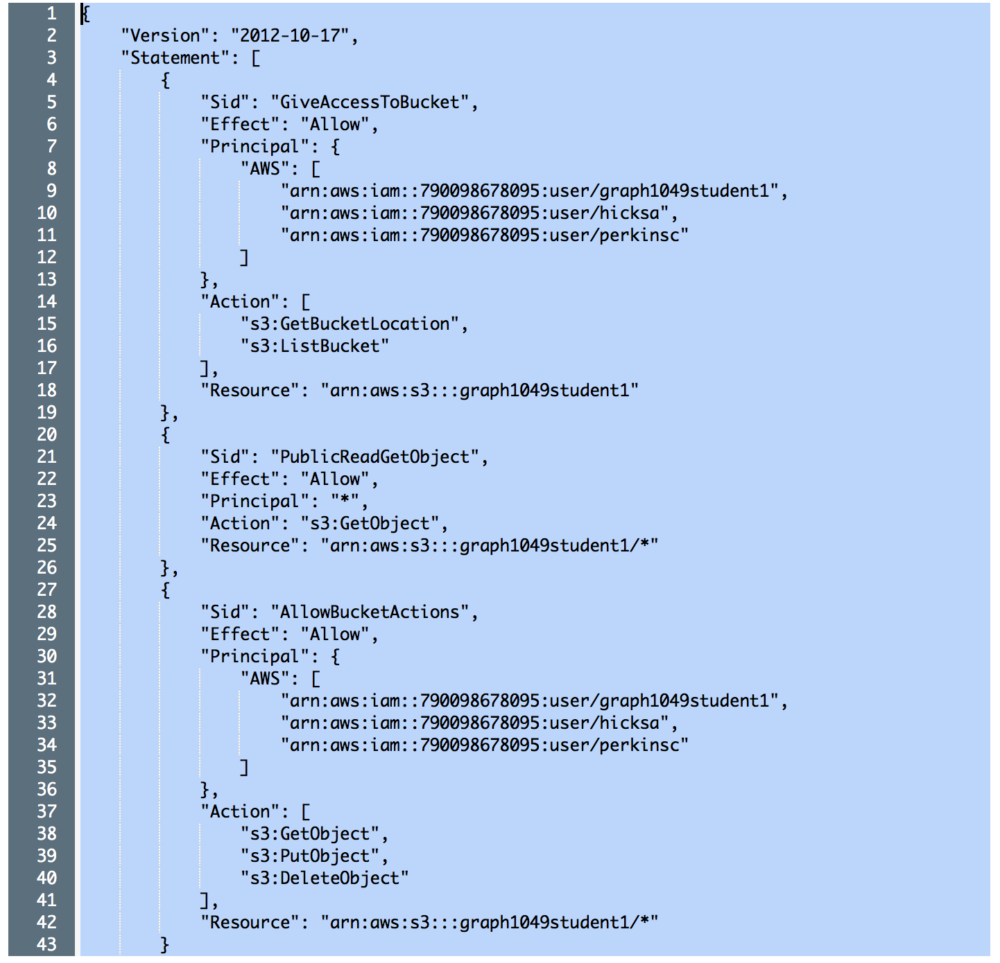 1 {
2     "Version": "2012-10-17",
3     "Statement": [
4         {
5             "Sid": "GiveAccessToBucket",
6             "Effect": "Allow",
7             "Principal": {
8                 "AWS": [
9                     "arn:aws:iam::790098678095:user/graph1049student1",
10                     "arn:aws:iam::790098678095:user/hicksa",
11                     "arn:aws:iam::790098678095:user/perkinsc"
12                 ]
13             },
14             "Action": [
15                 "s3:GetBucketLocation",
16                 "s3:ListBucket"
17             ],
18             "Resource": "arn:aws:s3:::graph1049student1"
19         },
20         {
21             "Sid": "PublicReadGetObject",
22             "Effect": "Allow",
23             "Principal": "*",
24             "Action": "s3:GetObject",
25             "Resource": "arn:aws:s3:::graph1049student1/*"
26         },
27         {
28             "Sid": "AllowBucketActions",
29             "Effect": "Allow",
30             "Principal": {
31                 "AWS": [
32                     "arn:aws:iam::790098678095:user/graph1049student1",
33                     "arn:aws:iam::790098678095:user/hicksa",
34                     "arn:aws:iam::790098678095:user/perkinsc"
35                 ]
36             },
37             "Action": [
38                 "s3:GetObject",
39                 "s3:PutObject",
40                 "s3:DeleteObject"
41             ],
42             "Resource": "arn:aws:s3:::graph1049student1/*"
43         }